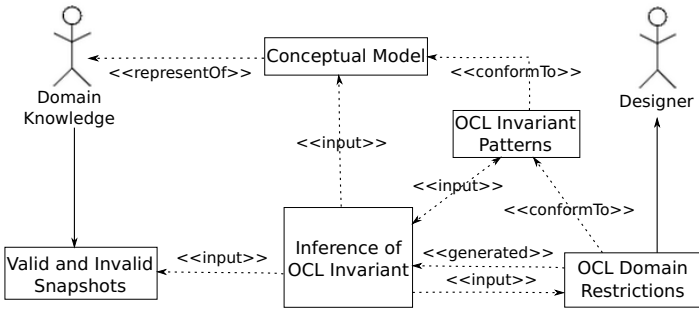 Conceptual Model
<<representOf>>
<<conformTo>>
Domain
Knowledge
Designer
OCL Invariant
Patterns
<<input>>
<<input>>
<<conformTo>>
Inference of
OCL Invariant
<<input>>
<<generated>>
<<input>>
Valid and Invalid
Snapshots
OCL Domain
Restrictions